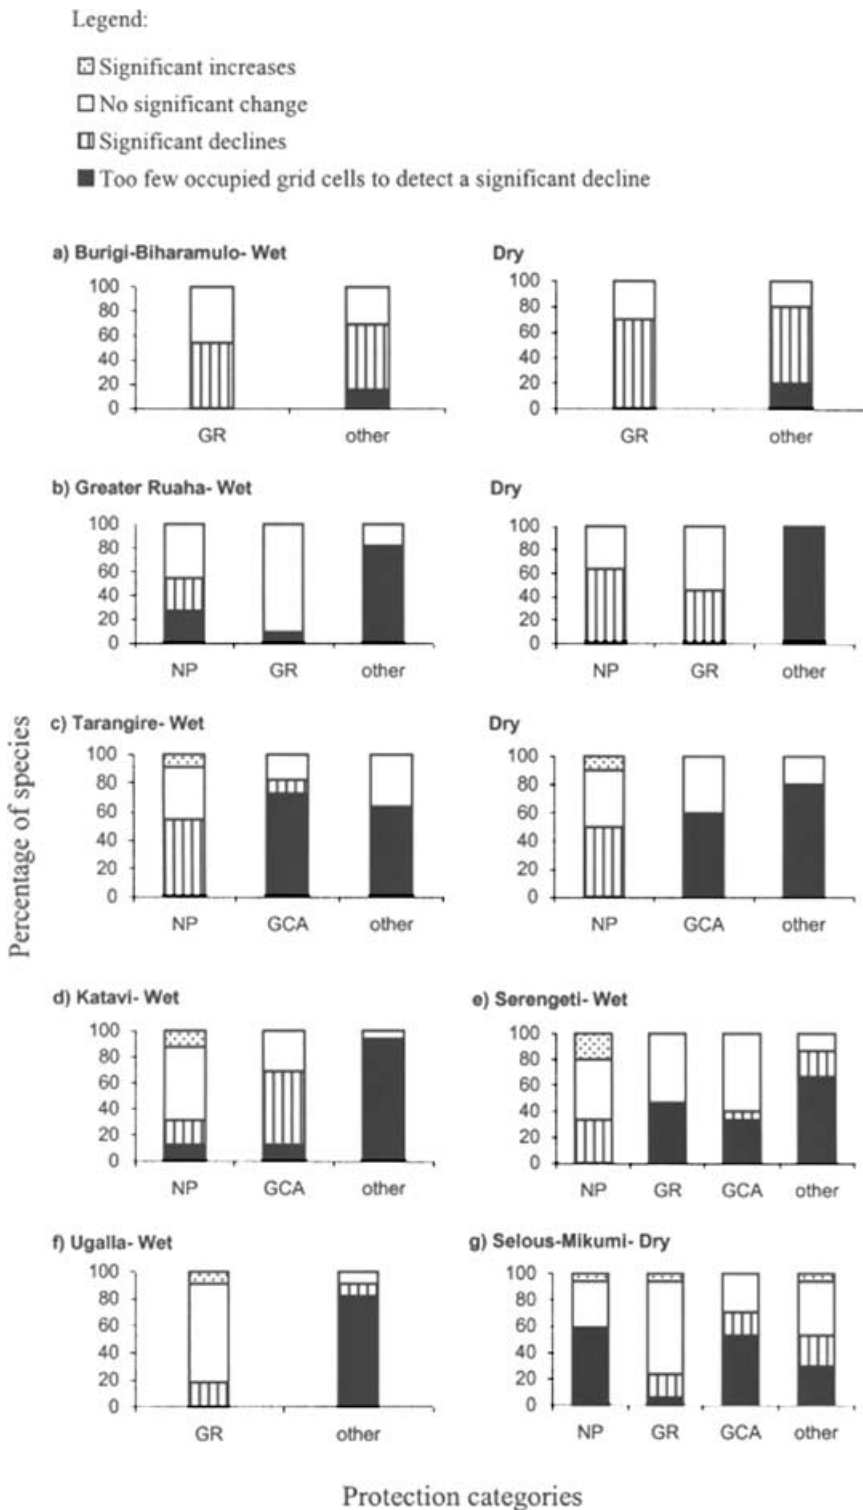 Legend:
Significant increases
No significant change
Significant declines
Too few occupied grid cells to detect a significant decline
a) Burigi-Biharamulo- Wet
Dry
100
80
60
40
20
0
GR
other
100
80
60
40
20
0
GR
other
b) Greater Ruaha- Wet
Dry
100
80
60
40
20
0
NP
GR
other
100
80
60
40
20
0
NP
GR
other
Percentage of species
c) Tarangire- Wet
Dry
100
80
60
40
20
0
NP
GCA
other
100
80
60
40
20
0
NP
GCA
other
d) Katavi- Wet
e) Serengeti- Wet
100
80
60
40
20
0
NP
GCA
other
100
80
60
40
20
0
NP
GR
GCA
other
f) Ugalla- Wet
g) Selous-Mikumi- Dry
100
80
60
40
20
0
GR
other
100
80
60
40
20
0
NP
GR
GCA
other
Protection categories